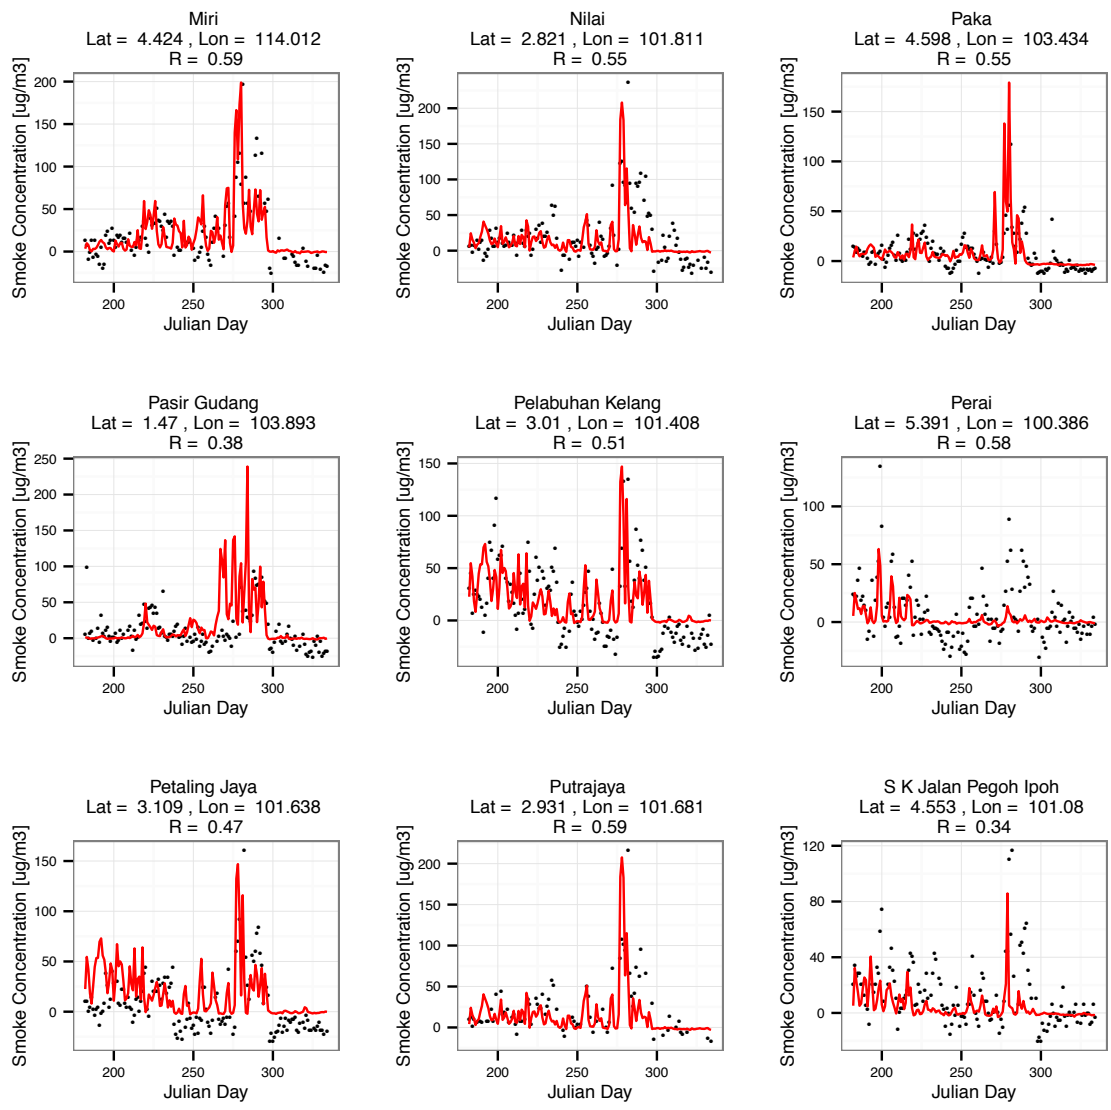 Miri
Lat = 4.424 , Lon = 114.012
R = 0.59
Smoke Concentration [ug/m3]
200
150
100
50
0
200 250 300
Julian Day
Nilai
Lat = 2.821 , Lon = 101.811
R = 0.55
Smoke Concentration [ug/m3]
200
150
100
50
0
200 250 300
Julian Day
Paka
Lat = 4.598 , Lon = 103.434
R = 0.55
Smoke Concentration [ug/m3]
150
100
50
0
200 250 300
Julian Day
Pasir Gudang
Lat = 1.47 , Lon = 103.893
R = 0.38
Smoke Concentration [ug/m3]
250
200
150
100
50
0
200 250 300
Julian Day
Pelabuhan Kelang
Lat = 3.01 , Lon = 101.408
R = 0.51
Smoke Concentration [ug/m3]
150
100
50
0
200 250 300
Julian Day
Perai
Lat = 5.391 , Lon = 100.386
R = 0.58
Smoke Concentration [ug/m3]
100
50
0
200 250 300
Julian Day
Petaling Jaya
Lat = 3.109 , Lon = 101.638
R = 0.47
Smoke Concentration [ug/m3]
150
100
50
0
200 250 300
Julian Day
Putrajaya
Lat = 2.931 , Lon = 101.681
R = 0.59
Smoke Concentration [ug/m3]
200
150
100
50
0
200 250 300
Julian Day
S K Jalan Pegoh Ipoh
Lat = 4.553 , Lon = 101.08
R = 0.34
Smoke Concentration [ug/m3]
120
80
40
0
200 250 300
Julian Day